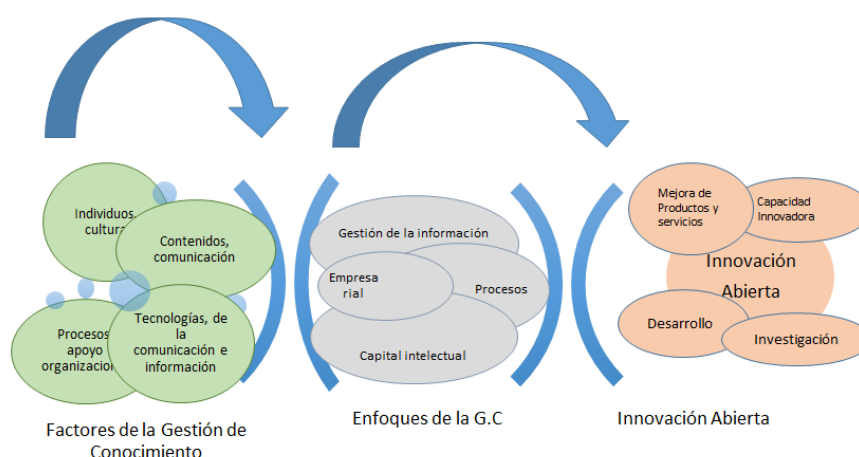 Individuos,
cultura
Contenidos,
comunicación
Procesos,
apoyo
organizacion
Tecnologías, de
la
comunicación e
información
Factores de la Gestión de
Conocimiento
Gestión de la información
Empresa
rial
Procesos
Capital intelectual
Enfoques de la G.C
Mejora de
Productos y
servicios
Capacidad
Innovadora
Innovación
Abierta
Desarrollo
Investigación
Innovación Abierta